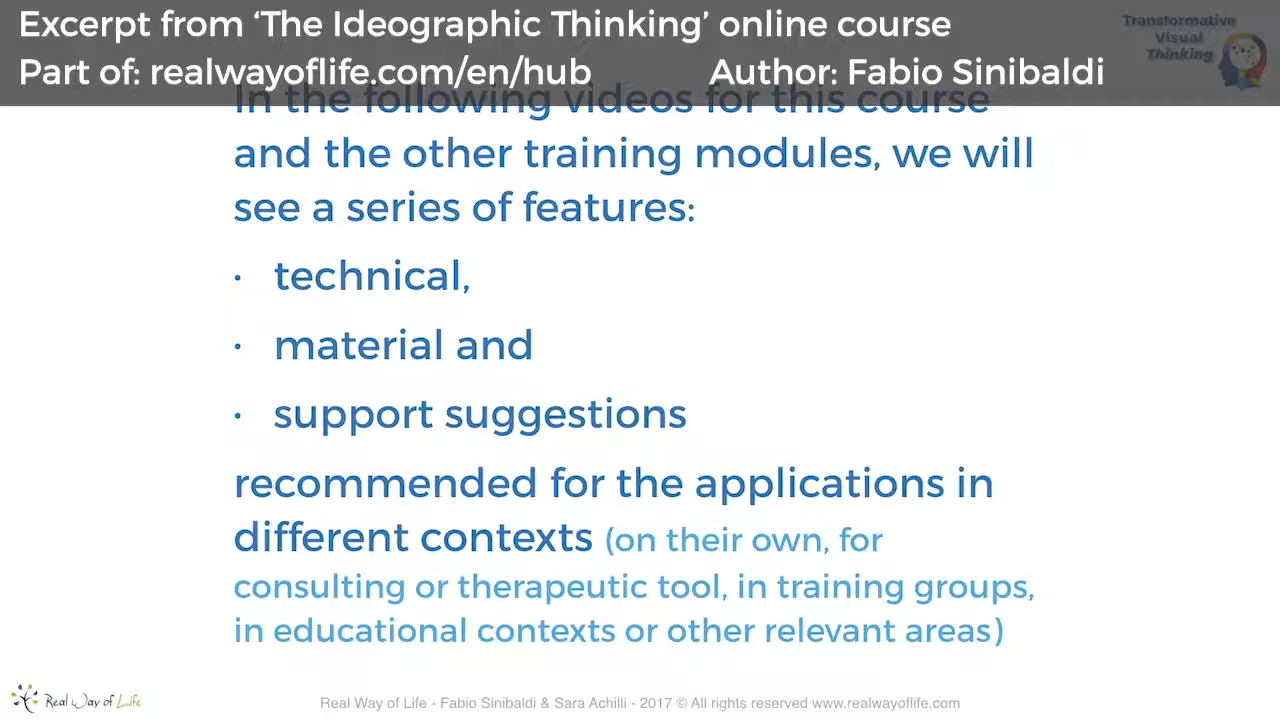 Excerpt from ‘The Ideographic Thinking’ online course
Part of: realwayoflife.com/en/hub Author: Fabio Sinibaldi
Transformative
Visual
Thinking
In the following videos for this course
and the other training modules, we will
see a series of features:
• technical,
• material and
• support suggestions
recommended for the applications in
different contexts (on their own, for
consulting or therapeutic tool, in training groups,
in educational contexts or other relevant areas)
Real Way of Life
Real Way of Life - Fabio Sinibaldi & Sara Achilli - 2017 © All rights reserved www.realwayoflife.com